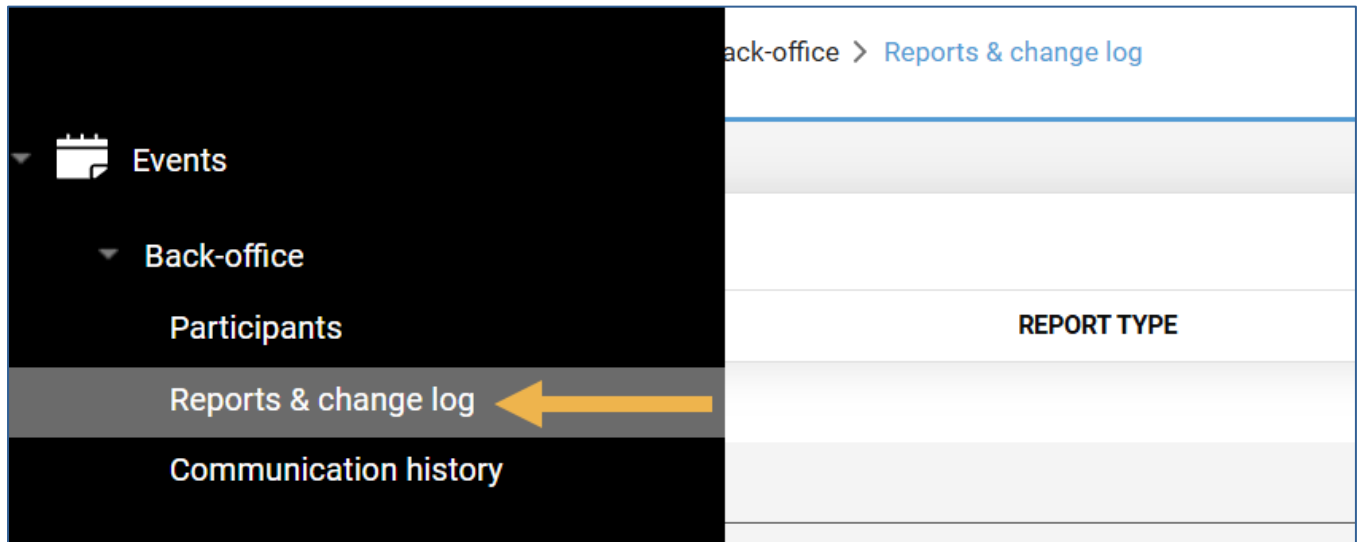 ack-office > Reports & change log
Events
Back-office
Participants
REPORT TYPE
Reports & change log
Communication history